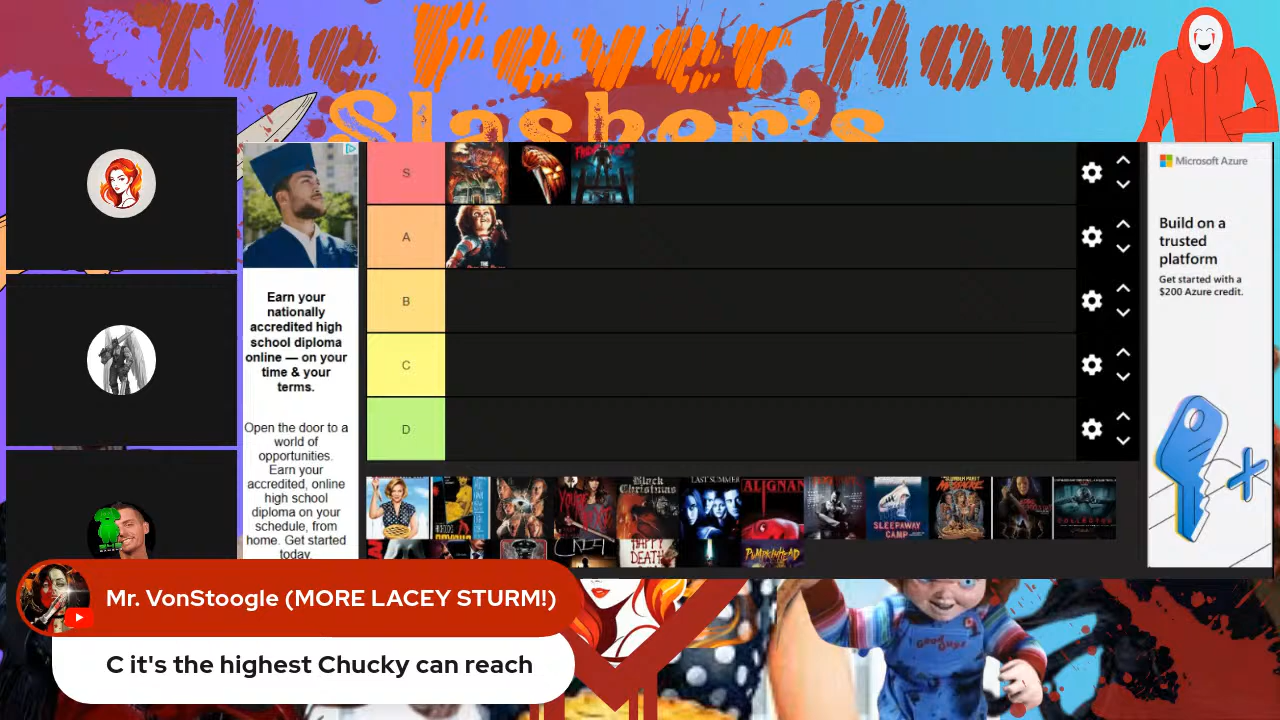 The Fever Hour
Slasher's
S
A
B
C
D
Earn your
nationally
accredited high
school diploma
online — on your
time & your
terms.
Open the door to a
world of
opportunities.
Earn your
accredited, online
high school
diploma on your
schedule, from
home. Get started
today.
Microsoft Azure
Build on a
trusted
platform
Get started with a
$200 Azure credit.
Black
Christmas
LAST SUMMER
MALIGNAN
SLEEPAWAY
CAMP
PUMPKINHEAD
Mr. VonStoogle (MORE LACEY STURM!)
C it's the highest Chucky can reach
Good
Guys